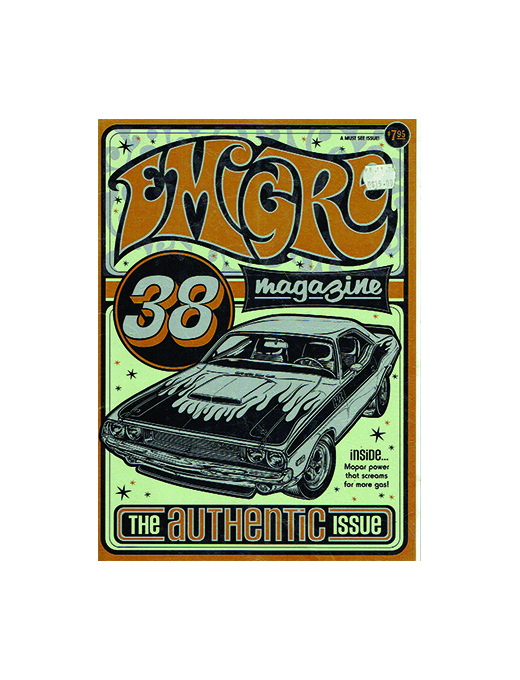 A MUST SEE ISSUE!
$7.95
EMIGRE
38
magazine
INSIDE...
Mopar power
that screams
for more gas!
THE AUTHENTIC ISSUE